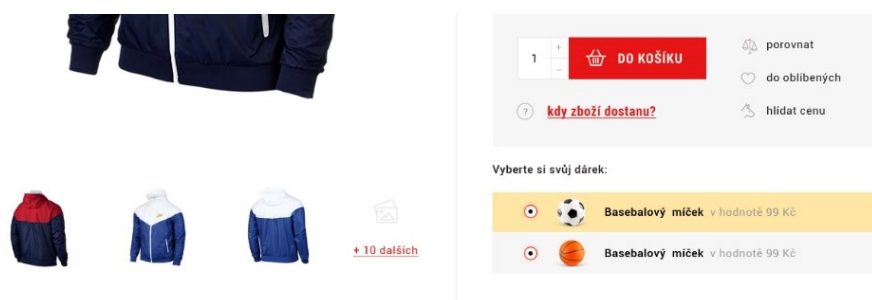 1
+
-
DO KOŠÍKU
porovnat
do oblíbených
? kdy zboží dostanu?
hlídat cenu
Vyberte si svůj dárek:
Basebalový míček v hodnotě 99 Kč
Basebalový míček v hodnotě 99 Kč
+ 10 dalších